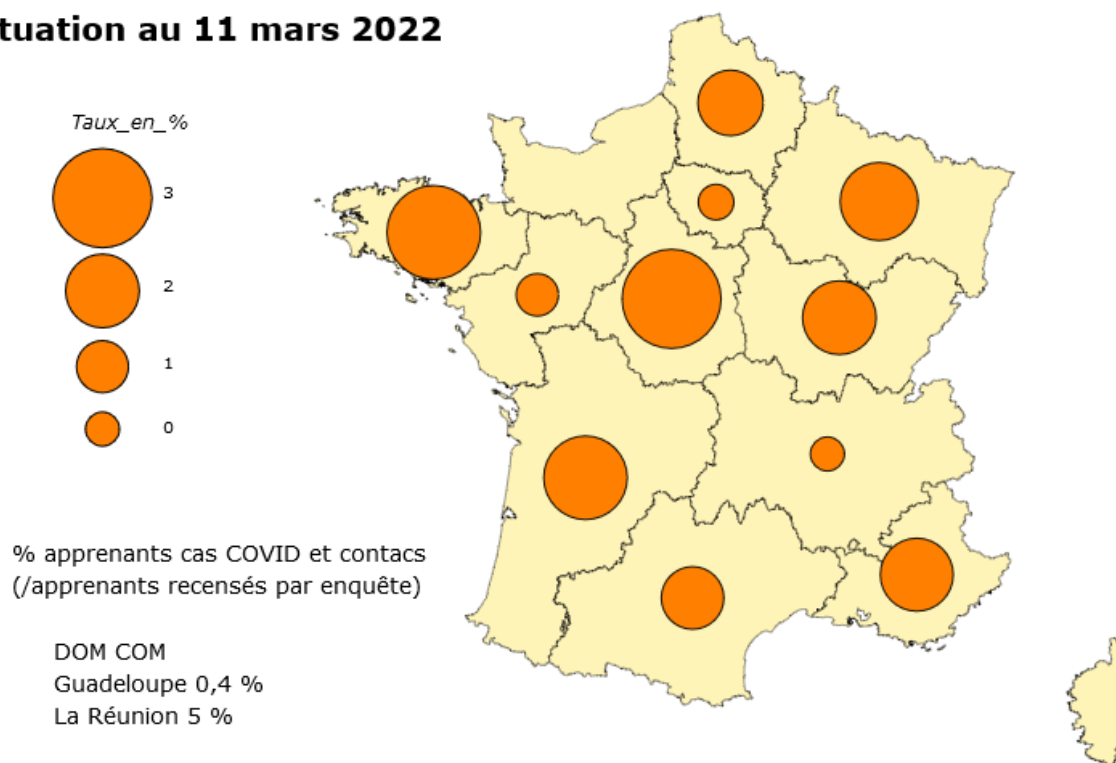 tuation au 11 mars 2022
Taux_en_%
3
2
1
0
% apprenants cas COVID et contacs
(/apprenants recensés par enquête)
DOM COM
Guadeloupe 0,4 %
La Réunion 5 %